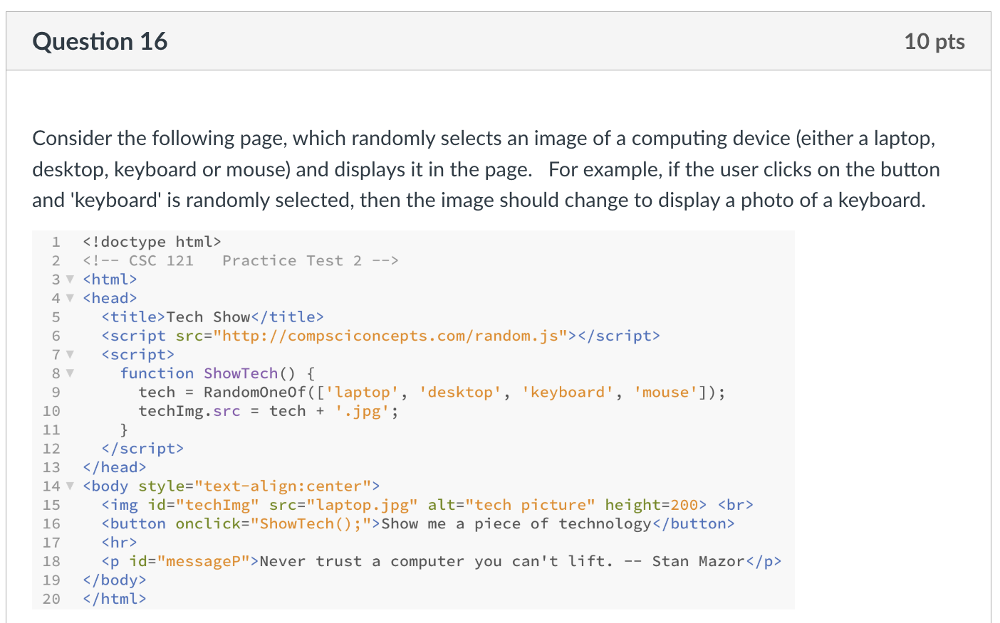 Question 16
10 pts
Consider the following page, which randomly selects an image of a computing device (either a laptop,
desktop, keyboard or mouse) and displays it in the page.   For example, if the user clicks on the button
and 'keyboard' is randomly selected, then the image should change to display a photo of a keyboard.
1 <!doctype html>
2 <!-- CSC 121   Practice Test 2 -->
3 ▼ <html>
4 ▼ <head>
5   <title>Tech Show</title>
6   <script src="http://compsciconcepts.com/random.js"></script>
7 ▼   <script>
8 ▼     function ShowTech() {
9       tech = RandomOneOf(['laptop', 'desktop', 'keyboard', 'mouse']);
10       techImg.src = tech + '.jpg';
11     }
12   </script>
13 </head>
14 ▼ <body style="text-align:center">
15   <img id="techImg" src="laptop.jpg" alt="tech picture" height=200> <br>
16   <button onclick="ShowTech();">Show me a piece of technology</button>
17   <hr>
18   <p id="messageP">Never trust a computer you can't lift. -- Stan Mazor</p>
19 </body>
20 </html>